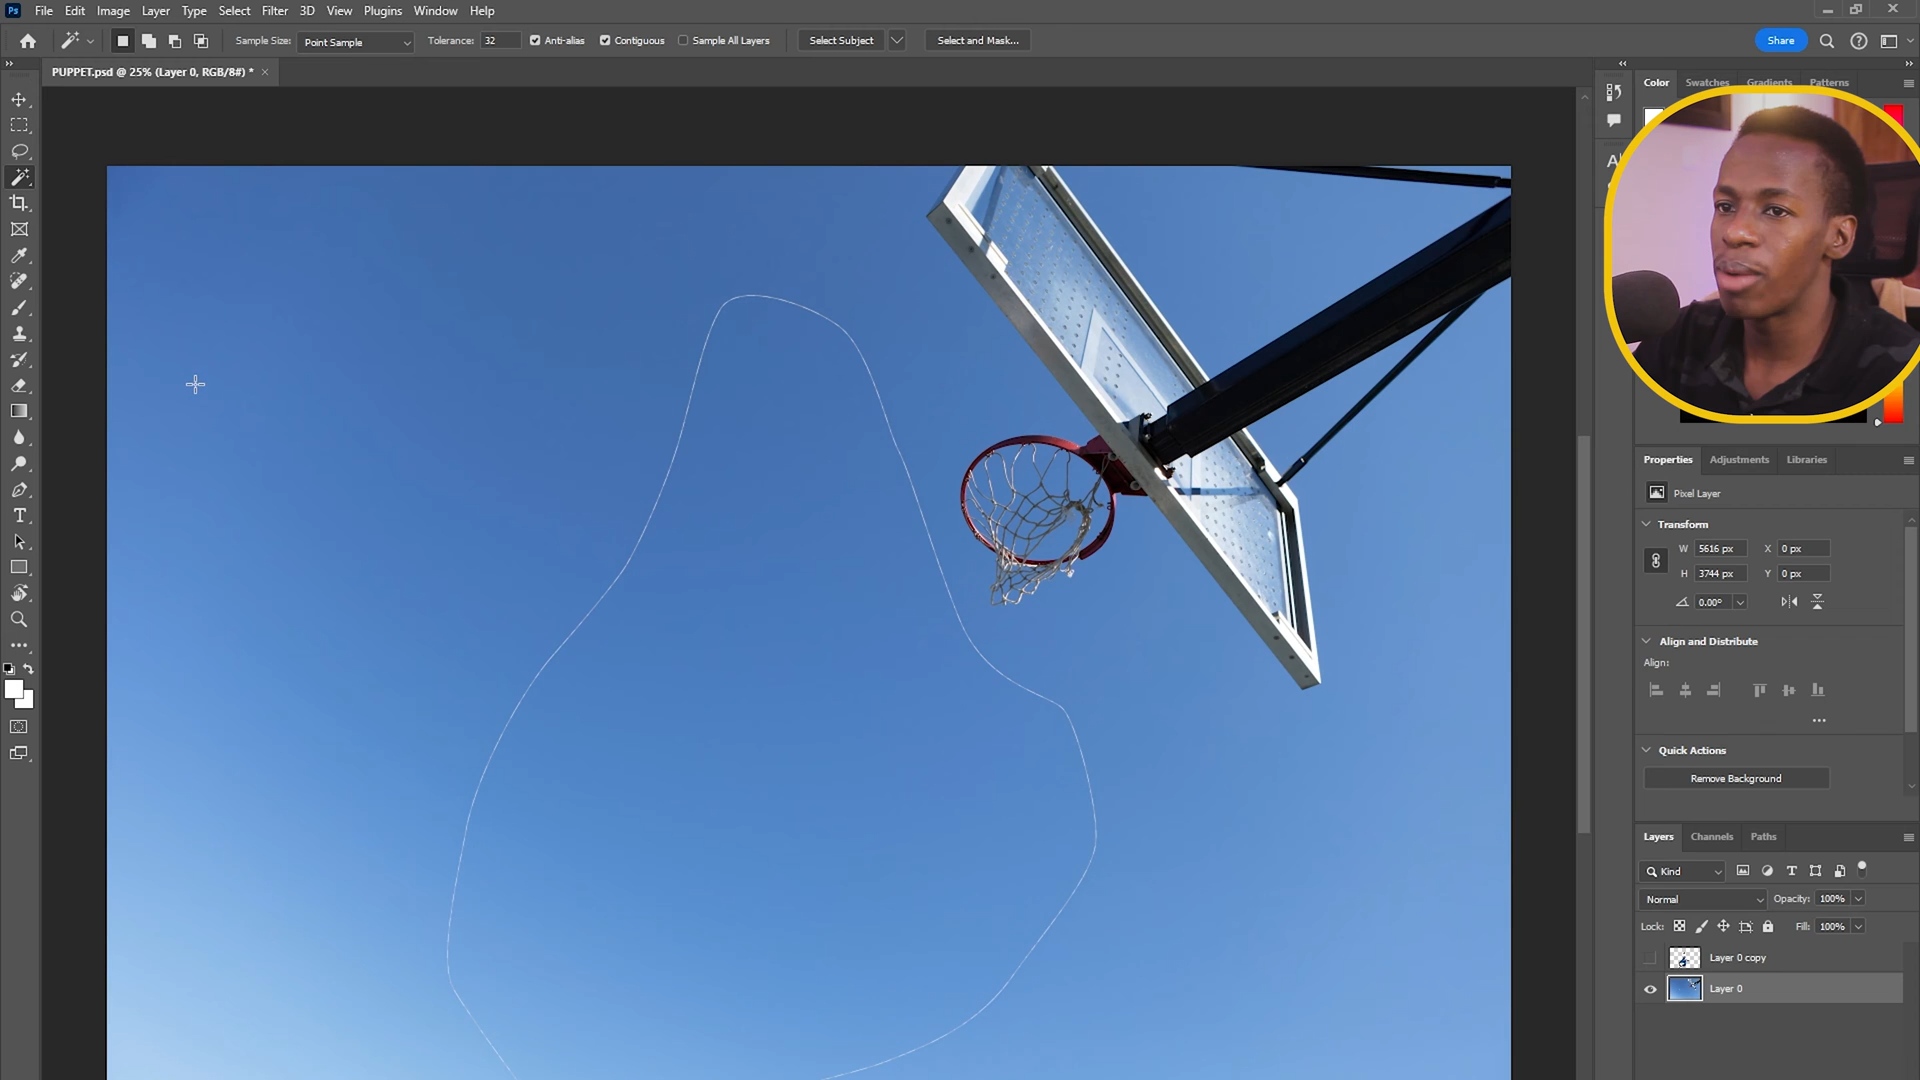 Ps File Edit Image Layer Type Select Filter 3D View Plugins Window Help
Sample Size: Point Sample Tolerance: 32 Anti-alias Contiguous Sample All Layers Select Subject Select and Mask... Share
PUPPET.psd @ 25% (Layer 0, RGB/8#) *
Color Swatches Gradients Patterns
Properties Adjustments Libraries
Pixel Layer
Transform
W 5616 px X 0 px
H 3744 px Y 0 px
0.00°
Align and Distribute
Align:
Quick Actions
Remove Background
Layers Channels Paths
Kind
Normal Opacity: 100%
Lock: Fill: 100%
Layer 0 copy
Layer 0